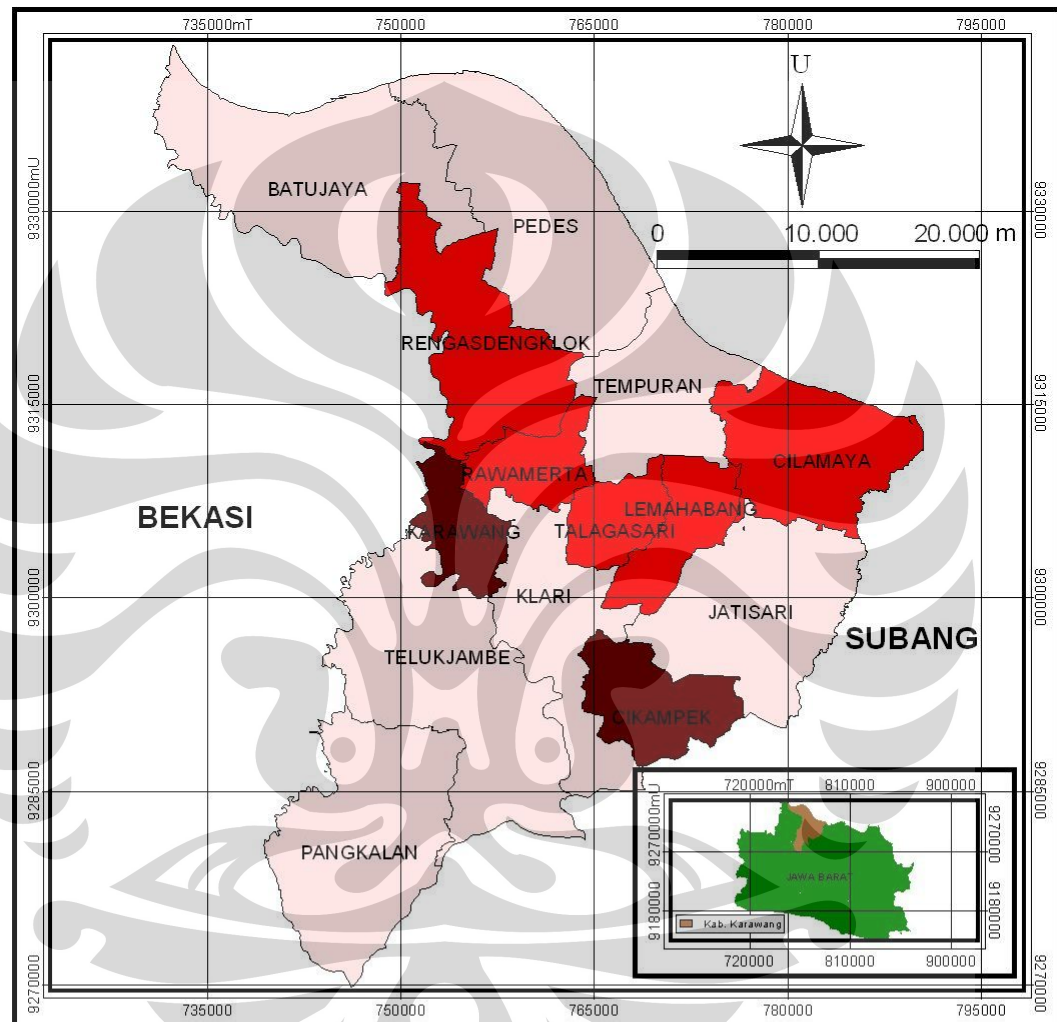 735000mT 750000 765000 780000 795000
U
9330000mU
9330000
BATUJAYA
PEDES
0 10.000 20.000 m
RENGASDENGKLOK
TEMPURAN
9315000
9315000
CILAMAYA
RAWAMERTA
LEMAHABANG
BEKASI
KARAWANG
TALAGASARI
9300000
9300000
KLARI
JATISARI
SUBANG
TELUKJAMBE
CIKAMPEK
9285000
9285000
PANGKALAN
720000mT 810000 900000
9270000mU
9270000
JAWA BARAT
9180000
9180000
Kab. Karawang
720000 810000 900000
9270000
9270000
735000 750000 765000 780000 795000